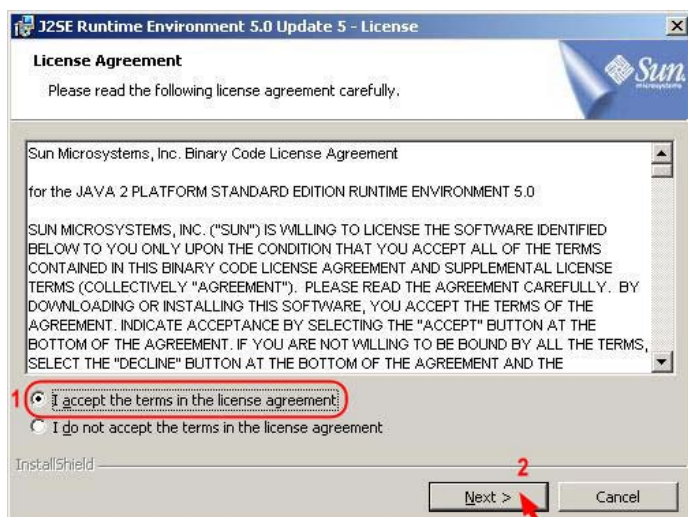 J2SE Runtime Environment 5.0 Update 5 - License
License Agreement
Please read the following license agreement carefully.
Sun
microsystems
Sun Microsystems, Inc. Binary Code License Agreement
for the JAVA 2 PLATFORM STANDARD EDITION RUNTIME ENVIRONMENT 5.0
SUN MICROSYSTEMS, INC. ("SUN") IS WILLING TO LICENSE THE SOFTWARE IDENTIFIED
BELOW TO YOU ONLY UPON THE CONDITION THAT YOU ACCEPT ALL OF THE TERMS
CONTAINED IN THIS BINARY CODE LICENSE AGREEMENT AND SUPPLEMENTAL LICENSE
TERMS (COLLECTIVELY "AGREEMENT"). PLEASE READ THE AGREEMENT CAREFULLY. BY
DOWNLOADING OR INSTALLING THIS SOFTWARE, YOU ACCEPT THE TERMS OF THE
AGREEMENT. INDICATE ACCEPTANCE BY SELECTING THE "ACCEPT" BUTTON AT THE
BOTTOM OF THE AGREEMENT. IF YOU ARE NOT WILLING TO BE BOUND BY ALL THE TERMS,
SELECT THE "DECLINE" BUTTON AT THE BOTTOM OF THE AGREEMENT AND THE
1 I accept the terms in the license agreement
I do not accept the terms in the license agreement
InstallShield
2
Next >
Cancel